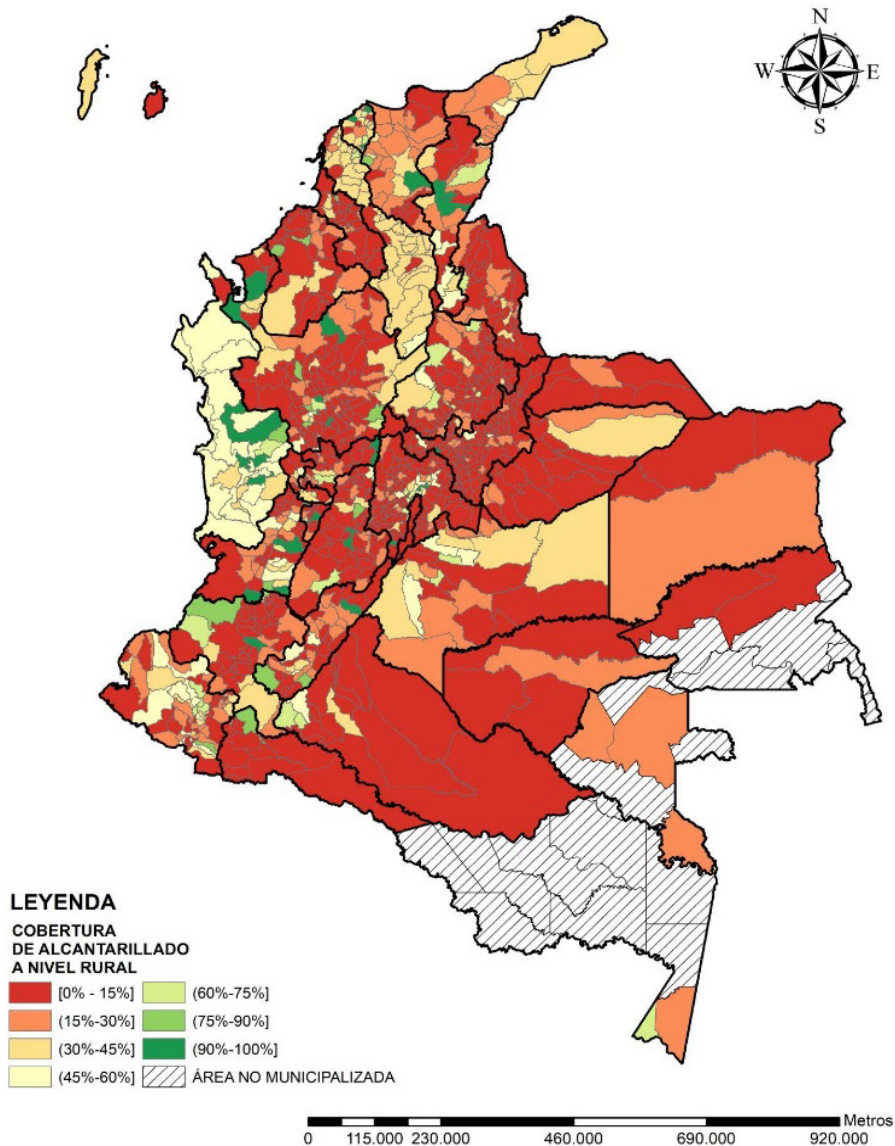 N
W E
S
LEYENDA
COBERTURA
DE ALCANTARILLADO
A NIVEL RURAL
[0% - 15%] (60%-75%]
(15%-30%] (75%-90%]
(30%-45%] (90%-100%]
(45%-60%] ÁREA NO MUNICIPALIZADA
Metros
0 115.000 230.000 460.000 690.000 920.000